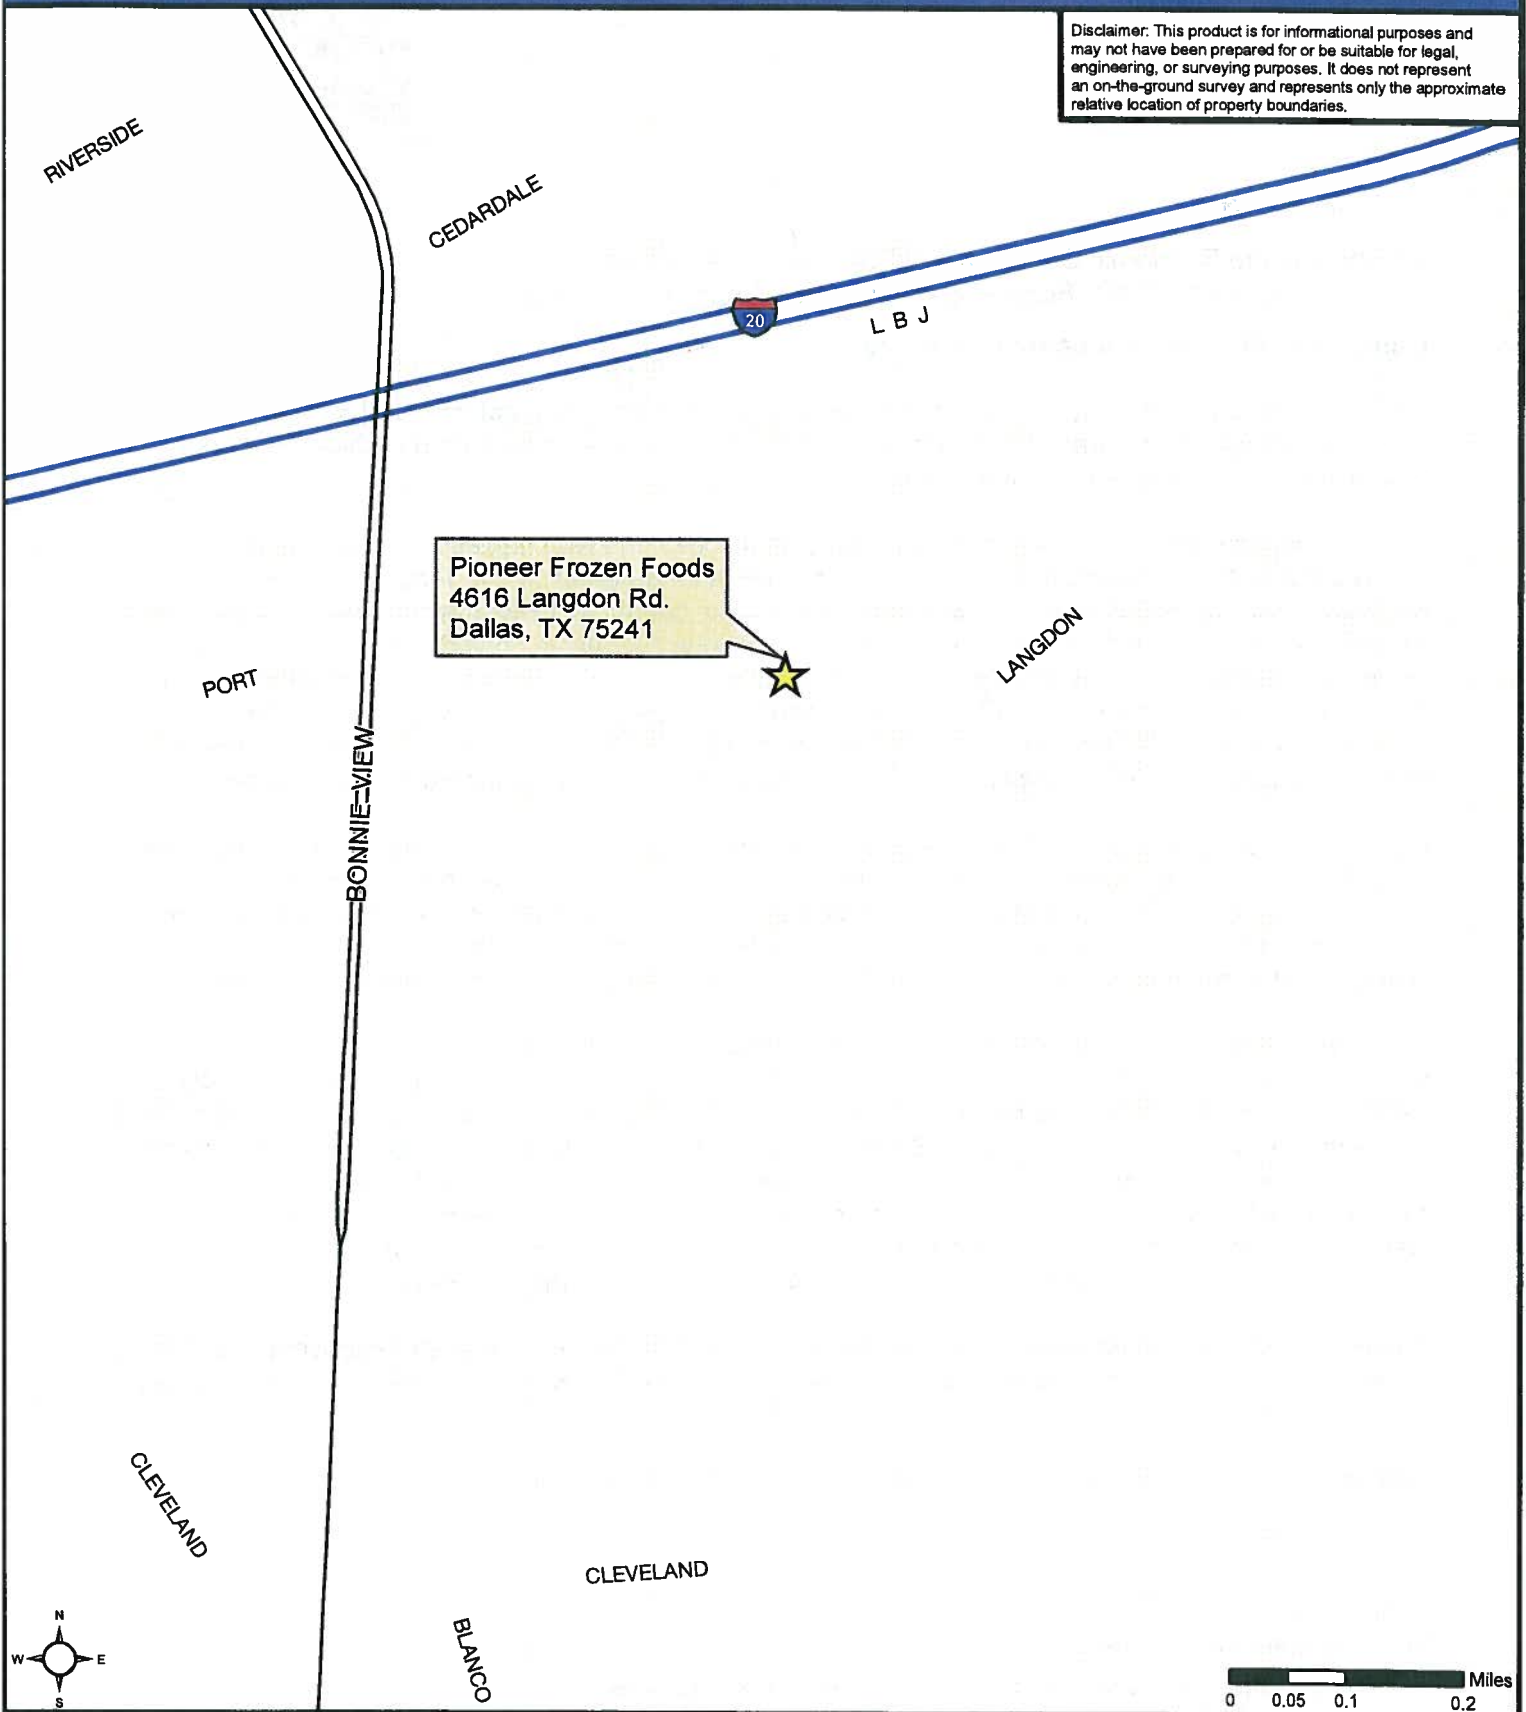 Disclaimer: This product is for informational purposes and
may not have been prepared for or be suitable for legal,
engineering, or surveying purposes. It does not represent
an on-the-ground survey and represents only the approximate
relative location of property boundaries.
RIVERSIDE
CEDARDALE
20
L B J
Pioneer Frozen Foods
4616 Langdon Rd.
Dallas, TX 75241
LANGDON
PORT
BONNIE VIEW
CLEVELAND
CLEVELAND
BLANCO
N
W E
S
Miles
0 0.05 0.1 0.2